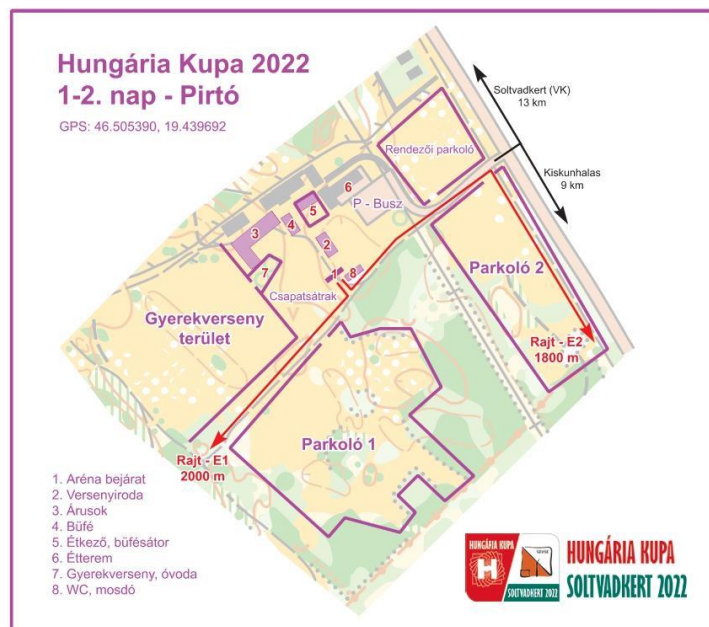 Hungária Kupa 2022
1-2. nap - Pirtó
GPS: 46.505390, 19.439692
Soltvadkert (VK)
13 km
Kiskunhalas
9 km
Rendezői parkoló
P - Busz
6
5
4
3
2
7
1
8
Csapatsátrak
Parkoló 2
Gyerekverseny
terület
Rajt - E2
1800 m
Parkoló 1
Rajt - E1
2000 m
1. Aréna bejárat
2. Versenyiroda
3. Árusok
4. Büfé
5. Étkező, büfésátor
6. Étterem
7. Gyerekverseny, óvoda
8. WC, mosdó
HUNGÁRIA KUPA
H
SOLTVADKERT 2022
HUNGÁRIA KUPA
SOLTVADKERT 2022